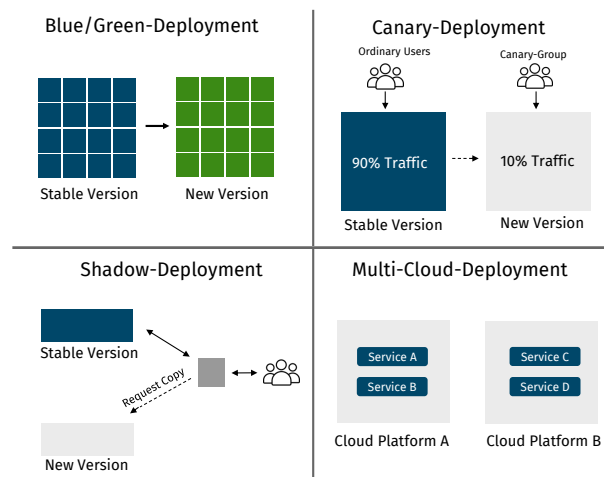 Blue/Green-Deployment
Stable Version
New Version
Canary-Deployment
Ordinary Users
Canary-Group
90% Traffic
10% Traffic
Stable Version
New Version
Shadow-Deployment
Stable Version
Request Copy
New Version
Multi-Cloud-Deployment
Service A
Service B
Service C
Service D
Cloud Platform A
Cloud Platform B